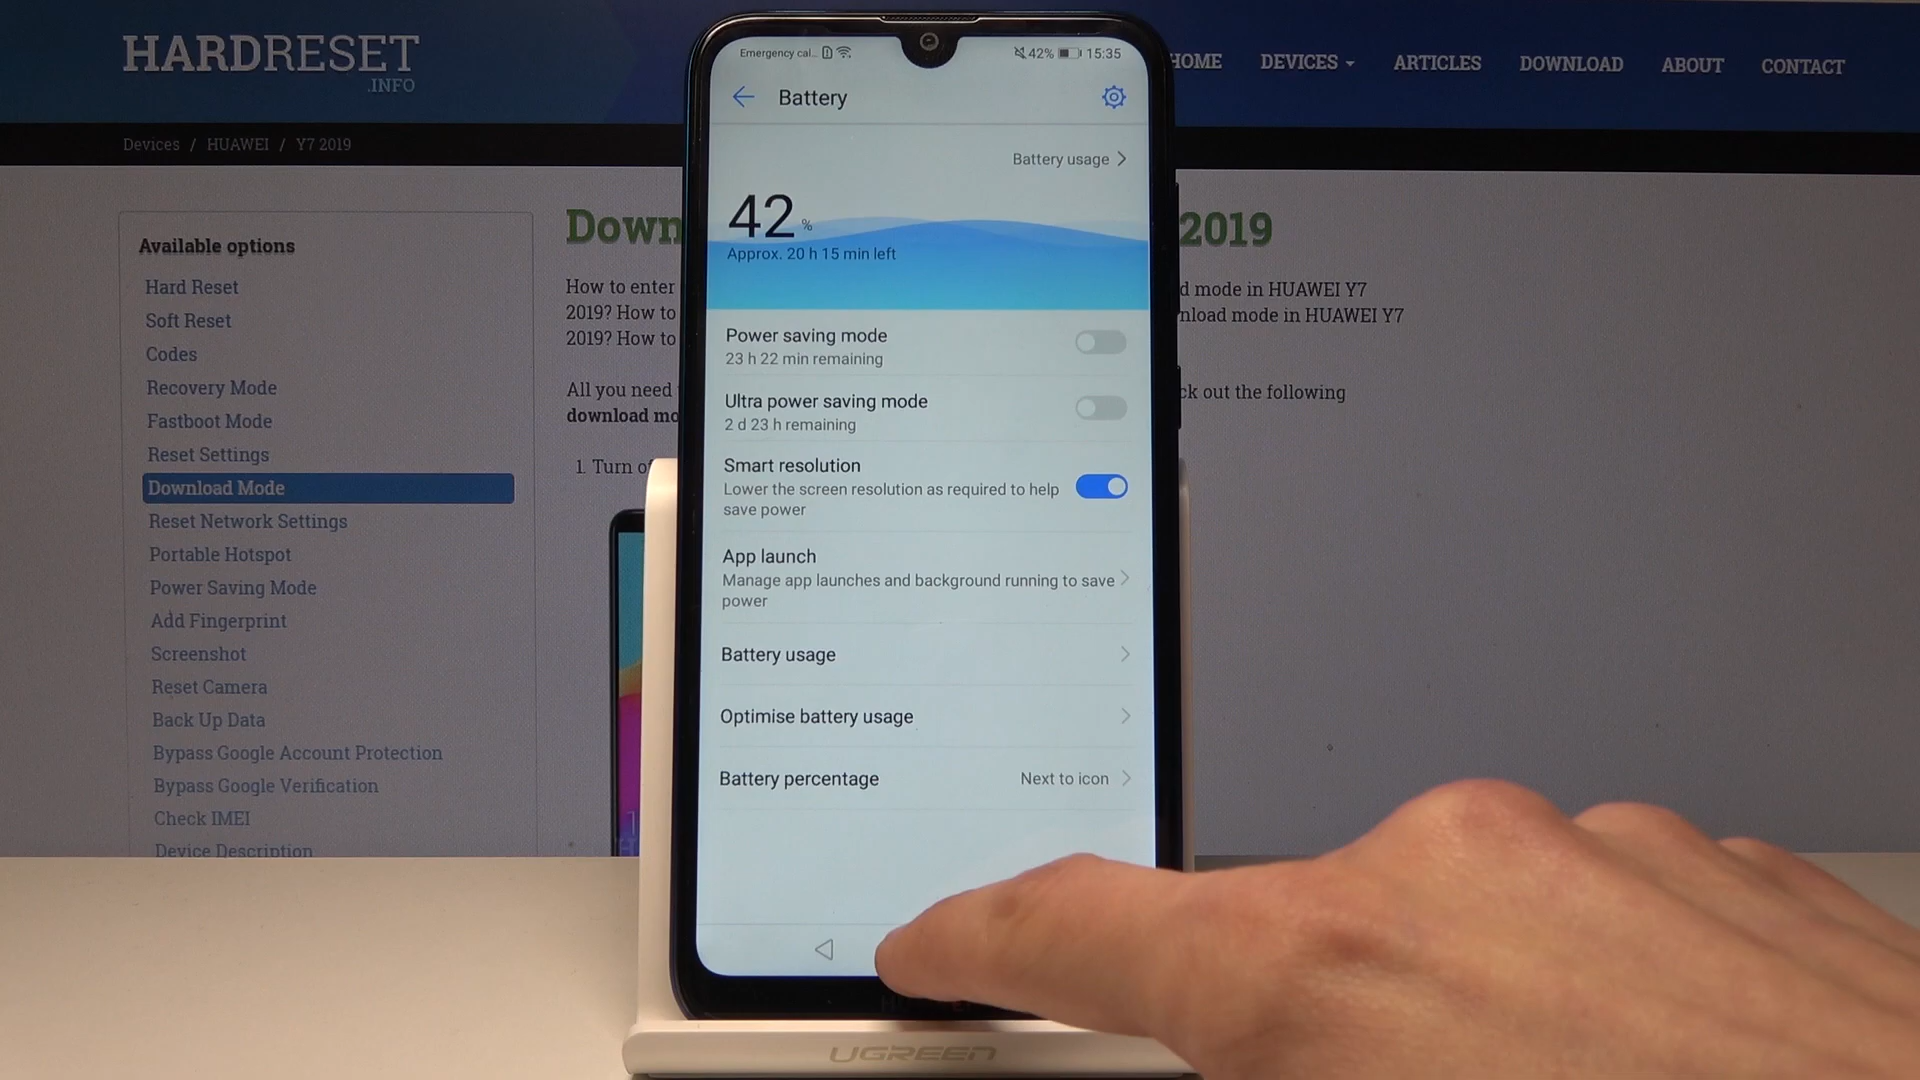 HARDRESET
.INFO
HOME DEVICES ARTICLES DOWNLOAD ABOUT CONTACT
Devices / HUAWEI / Y7 2019
Available options
Hard Reset
Soft Reset
Codes
Recovery Mode
Fastboot Mode
Reset Settings
Download Mode
Reset Network Settings
Portable Hotspot
Power Saving Mode
Add Fingerprint
Screenshot
Reset Camera
Back Up Data
Bypass Google Account Protection
Bypass Google Verification
Check IMEI
Device Description
Down 2019
How to enter d mode in HUAWEI Y7
2019? How to nload mode in HUAWEI Y7
2019? How to
All you need ck out the following
download mo
1. Turn of
Emergency cal... 42% 15:35
Battery
Battery usage
42 %
Approx. 20 h 15 min left
Power saving mode
23 h 22 min remaining
Ultra power saving mode
2 d 23 h remaining
Smart resolution
Lower the screen resolution as required to help
save power
App launch
Manage app launches and background running to save
power
Battery usage
Optimise battery usage
Battery percentage Next to icon
UGREEN